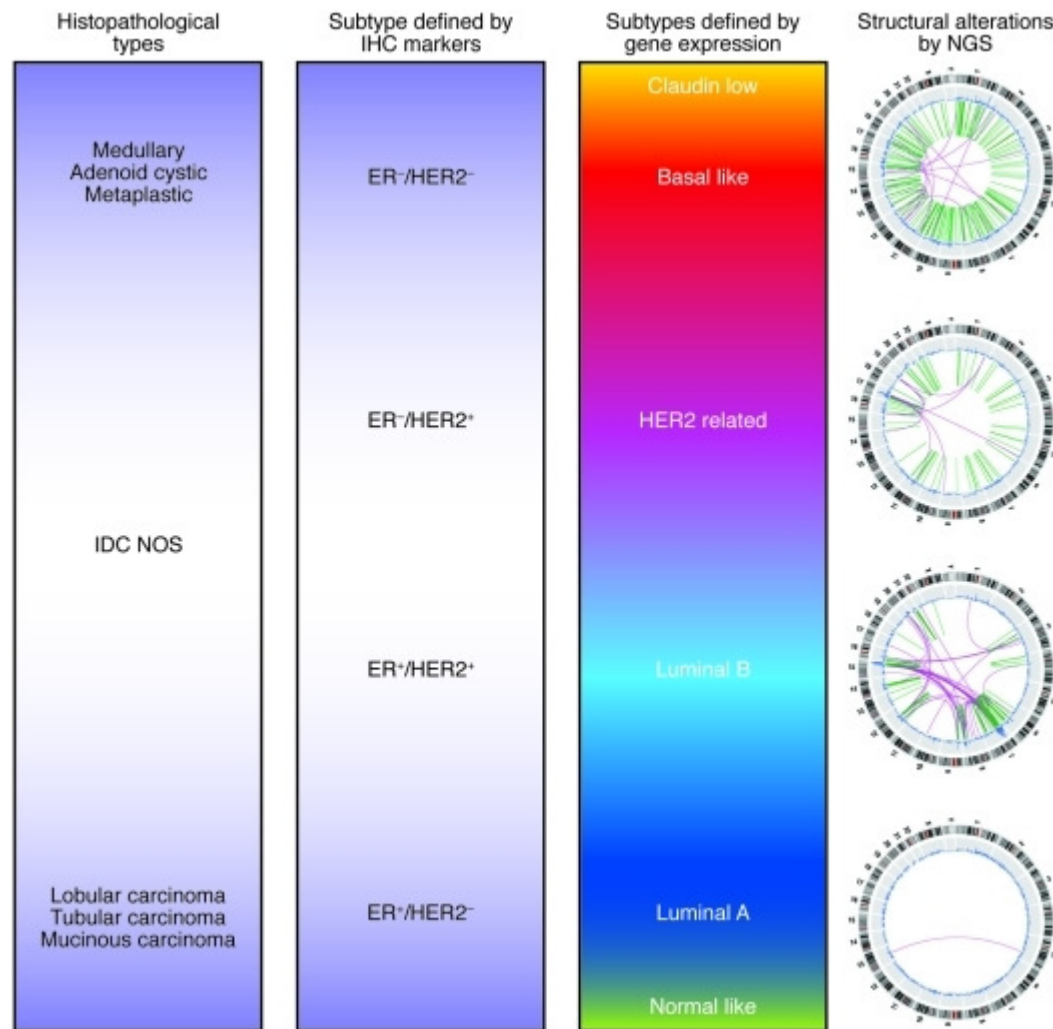 Histopathological
types
Subtype defined by
IHC markers
Subtypes defined by
gene expression
Structural alterations
by NGS
Claudin low
Medullary
Adenoid cystic
Metaplastic
ER⁻/HER2⁻
Basal like
ER⁻/HER2⁺
HER2 related
IDC NOS
ER⁺/HER2⁺
Luminal B
Lobular carcinoma
Tubular carcinoma
Mucinous carcinoma
ER⁺/HER2⁻
Luminal A
Normal like